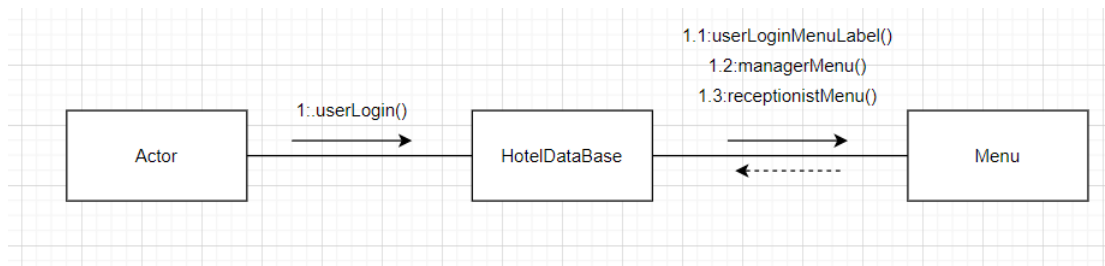 1.1:userLoginMenuLabel()
1.2:managerMenu()
1.3:receptionistMenu()
1:.userLogin()
Actor
HotelDataBase
Menu